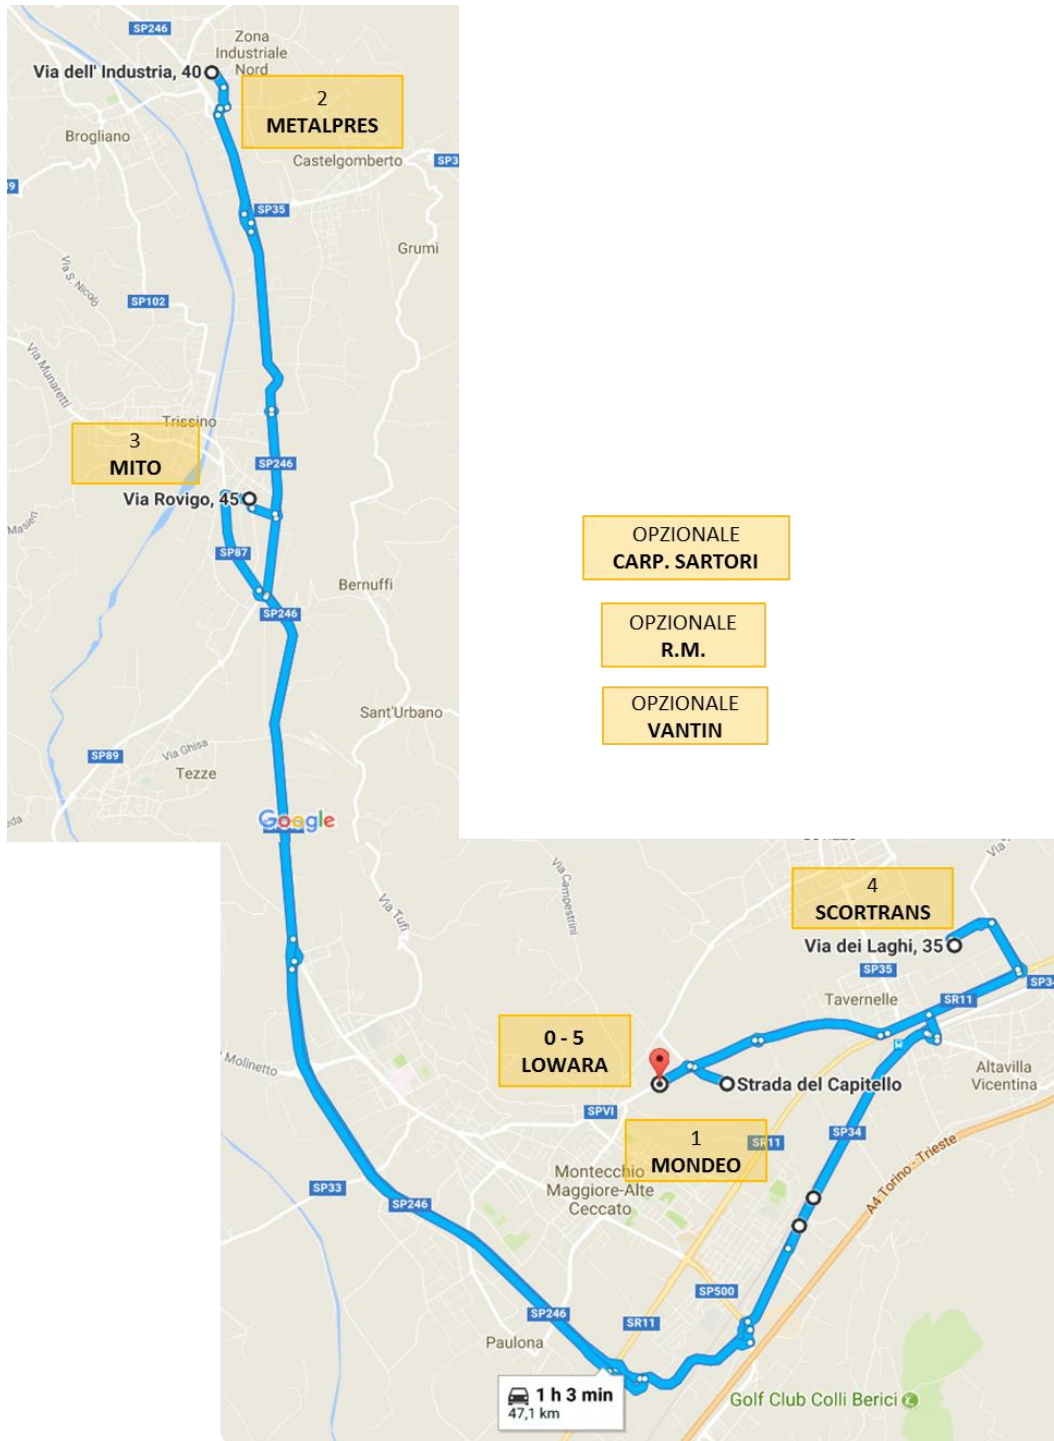 SP246
Zona
Industriale
Nord
Via dell' Industria, 40
2
METALPRES
Brogliano
Castelgomberto
SP35
Grumi
Via S. Nicolò
SP102
Via Munaretti
Trissino
3
MITO
SP246
Via Rovigo, 45
Masieri
SP87
Bernuffi
SP246
Sant'Urbano
SP89
Via Ghisa
Tezze
Google
OPZIONALE
CARP. SARTORI
OPZIONALE
R.M.
OPZIONALE
VANTIN
Via Campestrini
Via Tufi
4
SCORTRANS
Via dei Laghi, 35
SP35
SP34
Tavernelle
SR11
0 - 5
LOWARA
Molinetto
Strada del Capitello
Altavilla
Vicentina
SPVI
1
MONDEO
SR11
SP34
A4 Torino - Trieste
Montecchio
Maggiore-Alte
Ceccato
SP33
SP246
SP500
SP246
SR11
Paulona
1 h 3 min
47,1 km
Golf Club Colli Berici